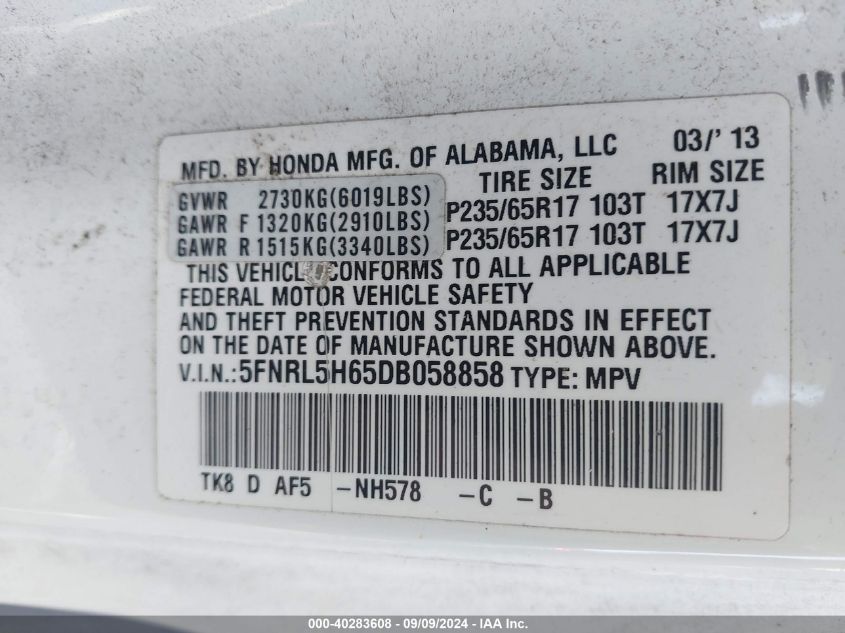 MFD. BY HONDA MFG. OF ALABAMA, LLC 03/' 13
TIRE SIZE RIM SIZE
GVWR 2730KG(6019LBS)
GAWR F 1320KG(2910LBS) P235/65R17 103T 17X7J
GAWR R 1515KG(3340LBS) P235/65R17 103T 17X7J
THIS VEHICLE CONFORMS TO ALL APPLICABLE
FEDERAL MOTOR VEHICLE SAFETY
AND THEFT PREVENTION STANDARDS IN EFFECT
ON THE DATE OF MANUFACTURE SHOWN ABOVE.
V.I.N.:5FNRL5H65DB058858 TYPE: MPV
TK8 D AF5 -NH578 -C -B
000-40283608 - 09/09/2024 - IAA Inc.